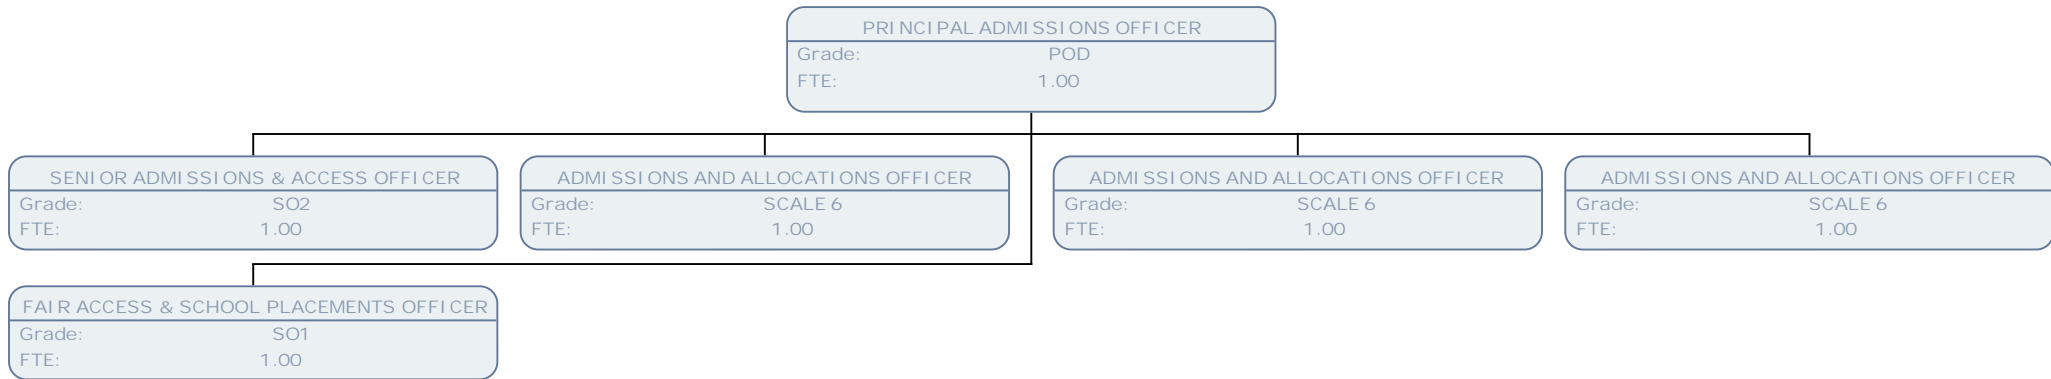 PRINCIPAL ADMISSIONS OFFICER
Grade: POD
FTE: 1.00
SENIOR ADMISSIONS & ACCESS OFFICER
Grade: SO2
FTE: 1.00
ADMISSIONS AND ALLOCATIONS OFFICER
Grade: SCALE 6
FTE: 1.00
ADMISSIONS AND ALLOCATIONS OFFICER
Grade: SCALE 6
FTE: 1.00
ADMISSIONS AND ALLOCATIONS OFFICER
Grade: SCALE 6
FTE: 1.00
FAIR ACCESS & SCHOOL PLACEMENTS OFFICER
Grade: SO1
FTE: 1.00